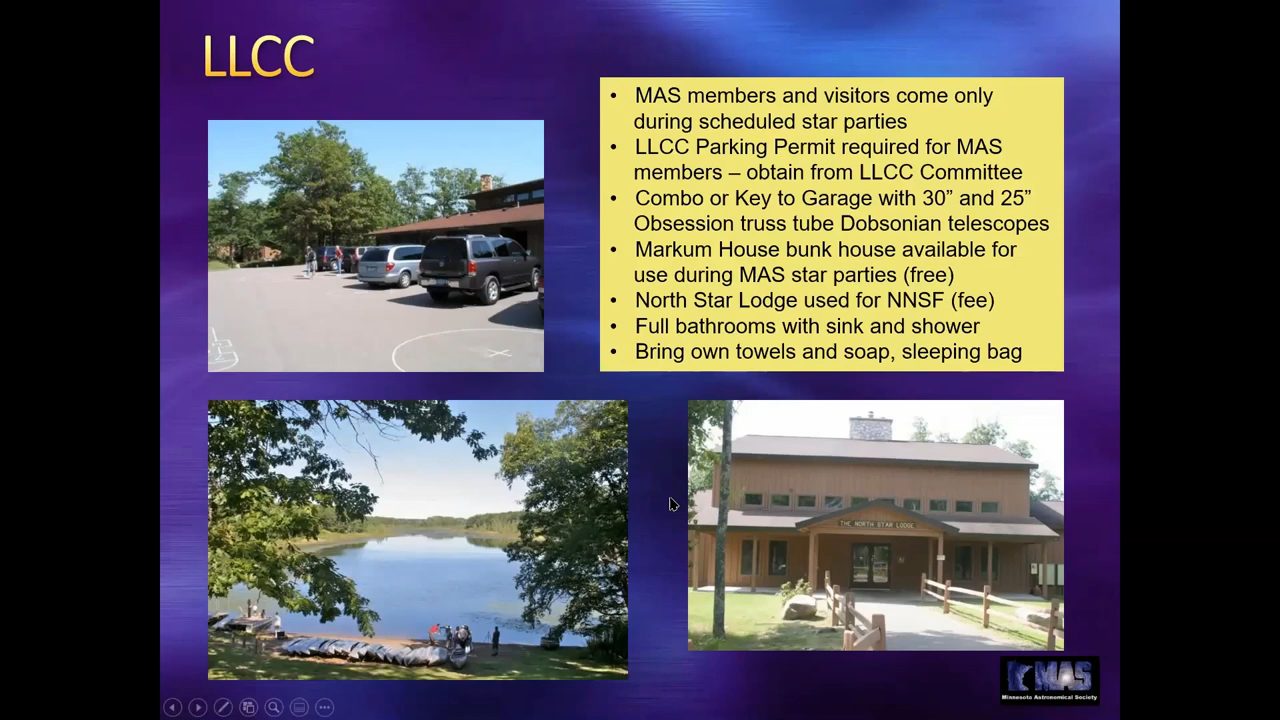 LLCC
• MAS members and visitors come only
during scheduled star parties
• LLCC Parking Permit required for MAS
members – obtain from LLCC Committee
• Combo or Key to Garage with 30” and 25”
Obsession truss tube Dobsonian telescopes
• Markum House bunk house available for
use during MAS star parties (free)
• North Star Lodge used for NNSF (fee)
• Full bathrooms with sink and shower
• Bring own towels and soap, sleeping bag
THE NORTH STAR LODGE
MAS
Minnesota Astronomical Society